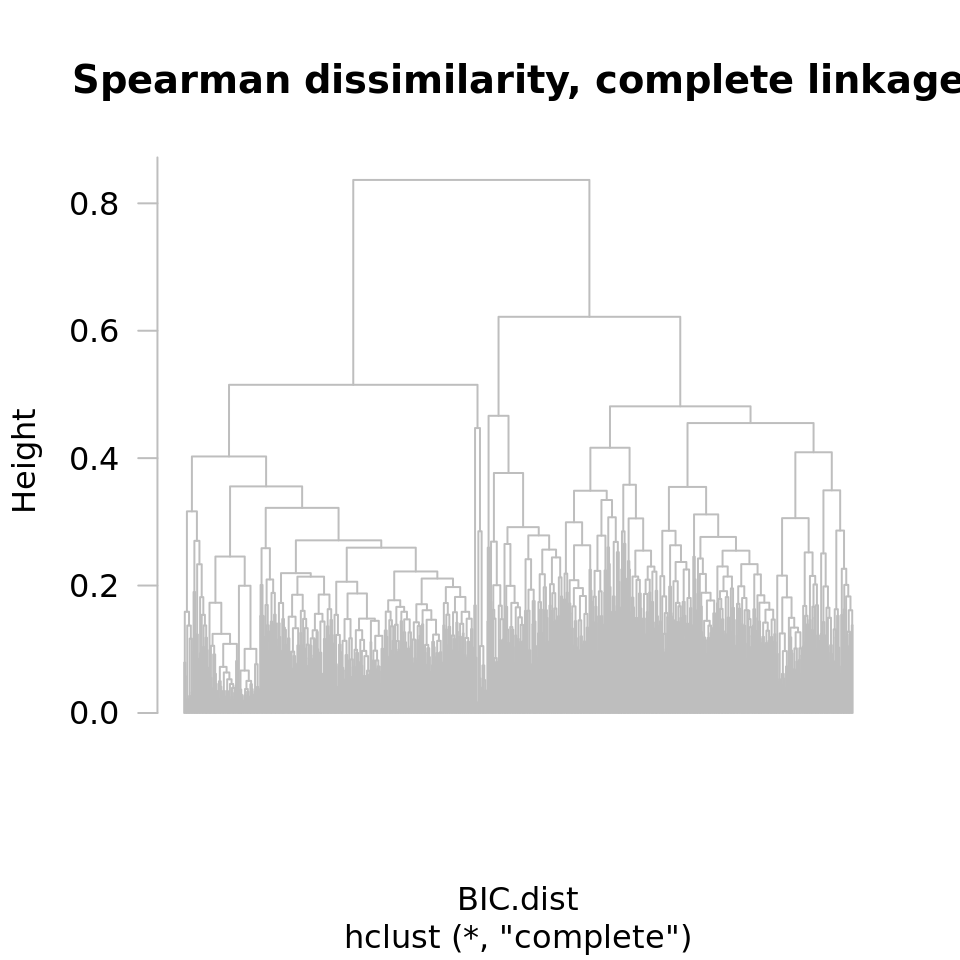 Spearman dissimilarity, complete linkage
Height
0.8
0.6
0.4
0.2
0.0
BIC.dist
hclust (*, "complete")